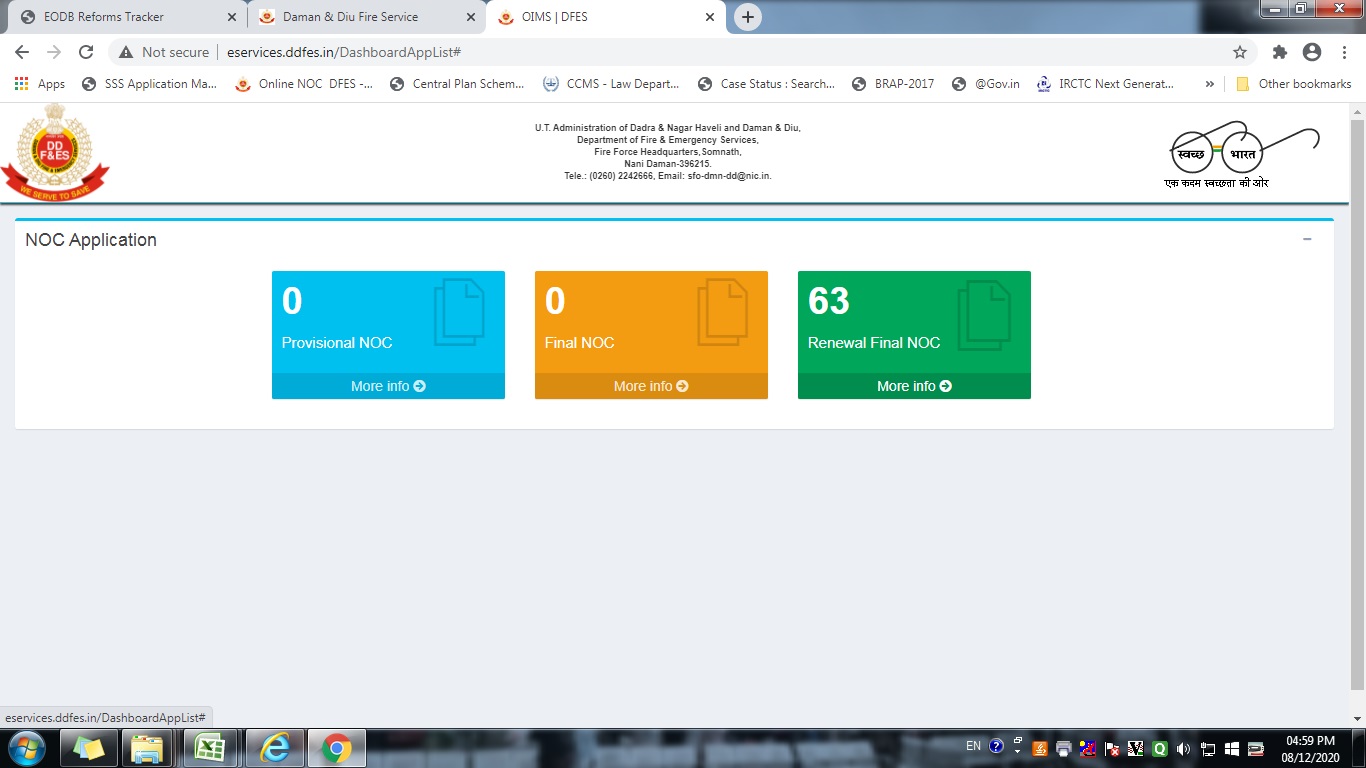 EODB Reforms Tracker
Daman & Diu Fire Service
OIMS | DFES
Not secure
eservices.ddfes.in/DashboardAppList#
Apps
SSS Application Ma...
Online NOC DFES -...
Central Plan Schem...
CCMS - Law Depart...
Case Status : Search...
BRAP-2017
@Gov.in
IRCTC Next Generat...
»
Other bookmarks
DD
F&ES
WE SERVE TO SAVE
U.T. Administration of Dadra & Nagar Haveli and Daman & Diu,
Department of Fire & Emergency Services,
Fire Force Headquarters,Somnath,
Nani Daman-396215.
Tele.: (0260) 2242666, Email: sfo-dmn-dd@nic.in.
स्वच्छ भारत
एक कदम स्वच्छता की ओर
NOC Application
0
Provisional NOC
More info
0
Final NOC
More info
63
Renewal Final NOC
More info
eservices.ddfes.in/DashboardAppList#
EN
04:59 PM
08/12/2020